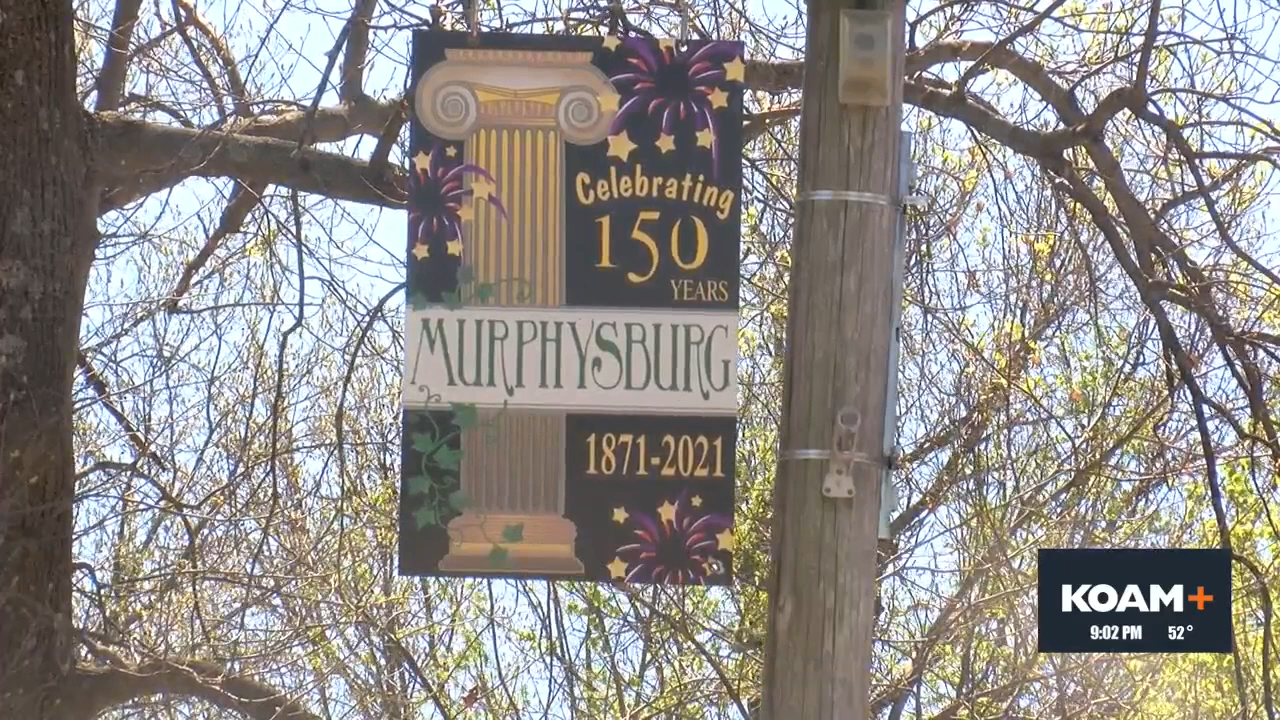 Celebrating
150
YEARS
MURPHYSBURG
1871-2021
KOAM+
9:02 PM 52°